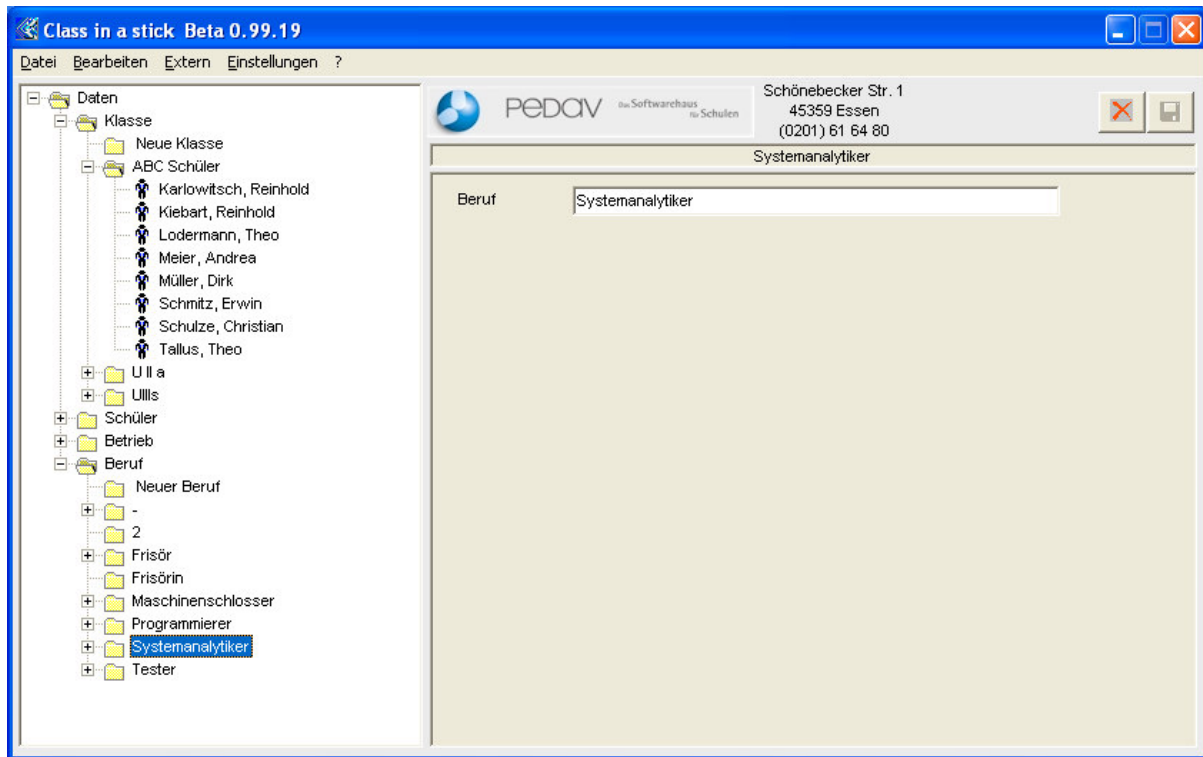 Class in a stick Beta 0.99.19
Datei Bearbeiten Extern Einstellungen ?
Daten
Klasse
Neue Klasse
ABC Schüler
Karlowitsch, Reinhold
Kiebart, Reinhold
Lodermann, Theo
Meier, Andrea
Müller, Dirk
Schmitz, Erwin
Schulze, Christian
Tallus, Theo
U II a
UIIIs
Schüler
Betrieb
Beruf
Neuer Beruf
-
2
Frisör
Frisörin
Maschinenschlosser
Programmierer
Systemanalytiker
Tester
PEDAV Das Softwarehaus
für Schulen
Schönebecker Str. 1
45359 Essen
(0201) 61 64 80
Systemanalytiker
Beruf Systemanalytiker